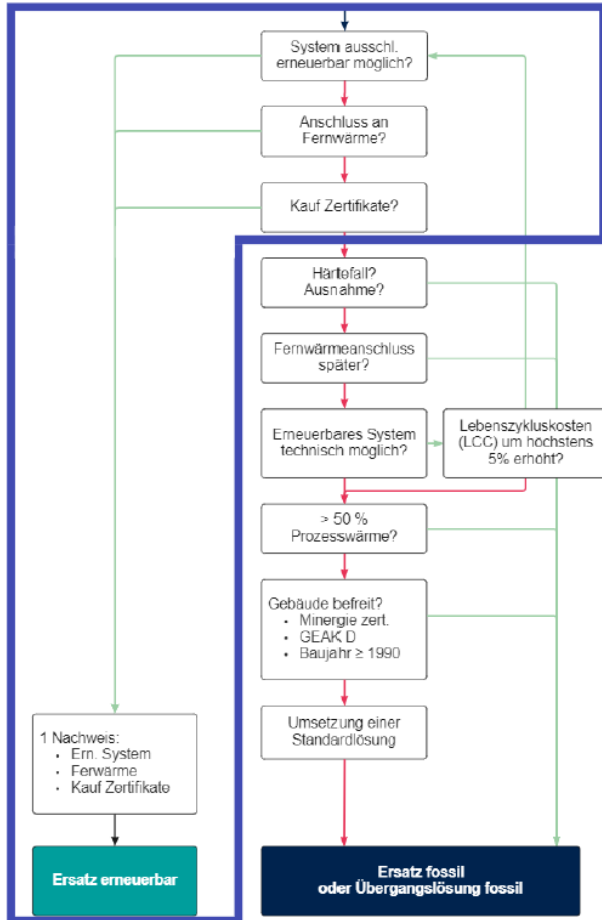 System ausschl.
erneuerbar möglich?
Anschluss an
Fernwärme?
Kauf Zertifikate?
Härtefall?
Ausnahme?
Fernwärmeanschluss
später?
Erneuerbares System
technisch möglich?
Lebenszykluskosten
(LCC) um höchstens
5% erhöht?
> 50 %
Prozesswärme?
Gebäude befreit?
• Minergie zert.
• GEAK D
• Baujahr ≥ 1990
Umsetzung einer
Standardlösung
1 Nachweis:
• Ern. System
• Ferwärme
• Kauf Zertifikate
Ersatz erneuerbar
Ersatz fossil
oder Übergangslösung fossil